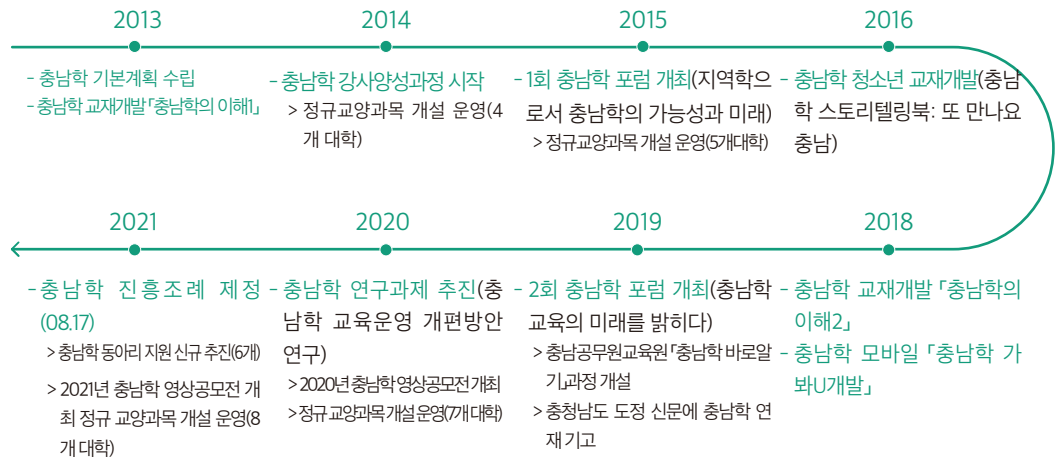 2013
2014
2015
2016
- 충남학 기본계획 수립
- 충남학 교재개발 「충남학의 이해1」
- 충남학 강사양성과정 시작
> 정규교양과목 개설 운영(4
개 대학)
- 1회 충남학 포럼 개최(지역학으
로서 충남학의 가능성과 미래)
> 정규교양과목 개설 운영(5개대학)
- 충남학 청소년 교재개발(충남
학 스토리텔링북: 또 만나요
충남)
2021
2020
2019
2018
- 충남학 진흥조례 제정
(08.17)
> 충남학 동아리 지원 신규 추진(6개)
> 2021년 충남학 영상공모전 개
최 정규 교양과목 개설 운영(8
개 대학)
- 충남학 연구과제 추진(충
남학 교육운영 개편방안
연구)
> 2020년 충남학 영상공모전 개최
> 정규 교양과목 개설 운영(7개 대학)
- 2회 충남학 포럼 개최(충남학
교육의 미래를 밝히다)
> 충남공무원교육원 「충남학 바로알
기」과정 개설
> 충청남도 도정 신문에 충남학 연
재 기고
- 충남학 교재개발 「충남학의
이해2」
- 충남학 모바일 「충남학 가
봐U개발」